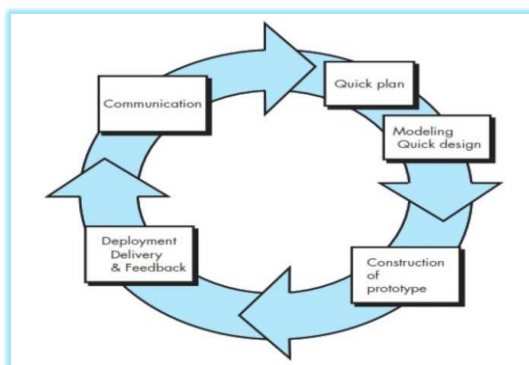 Communication
Quick plan
Modeling
Quick design
Construction
of
prototype
Deployment
Delivery
& Feedback